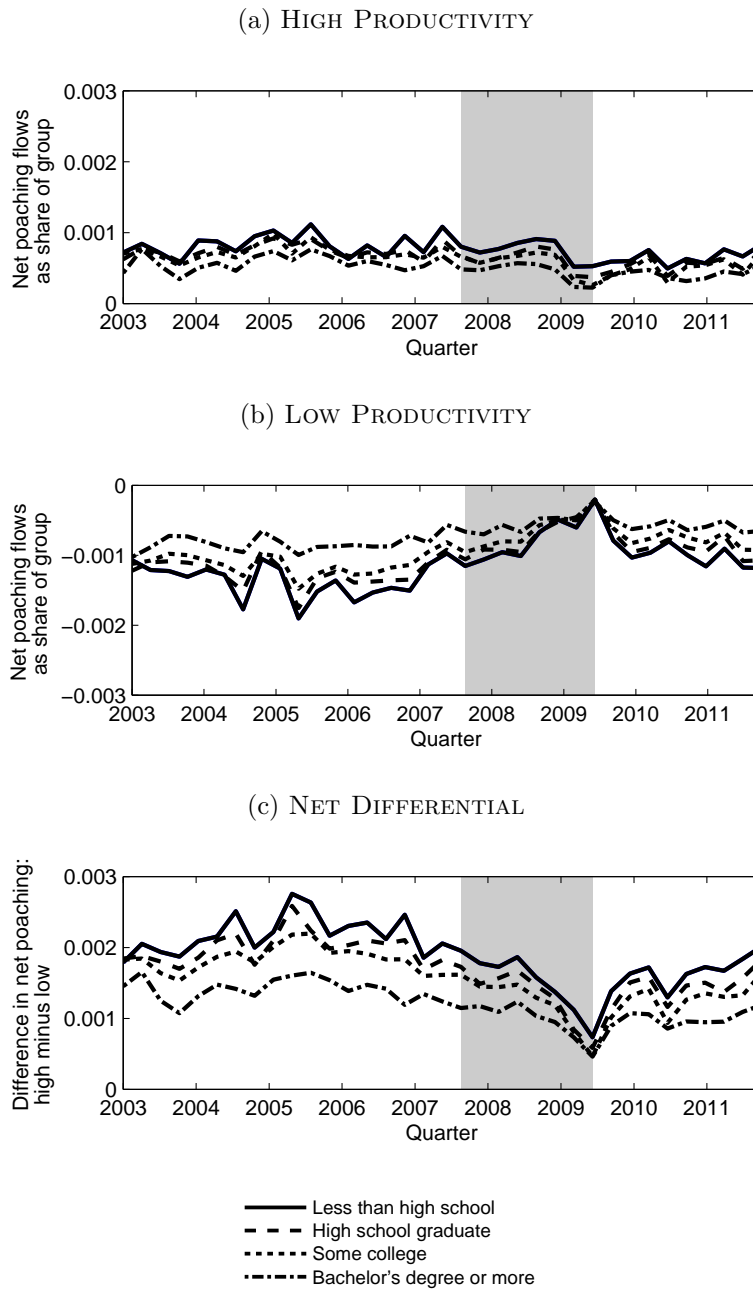 (a) High Productivity
0.003
0.002
0.001
0
Net poaching flows
as share of group
2003 2004 2005 2006 2007 2008 2009 2010 2011
Quarter
(b) Low Productivity
0
−0.001
−0.002
−0.003
Net poaching flows
as share of group
2003 2004 2005 2006 2007 2008 2009 2010 2011
Quarter
(c) Net Differential
0.003
0.002
0.001
0
Difference in net poaching:
high minus low
2003 2004 2005 2006 2007 2008 2009 2010 2011
Quarter
Less than high school
High school graduate
Some college
Bachelor's degree or more